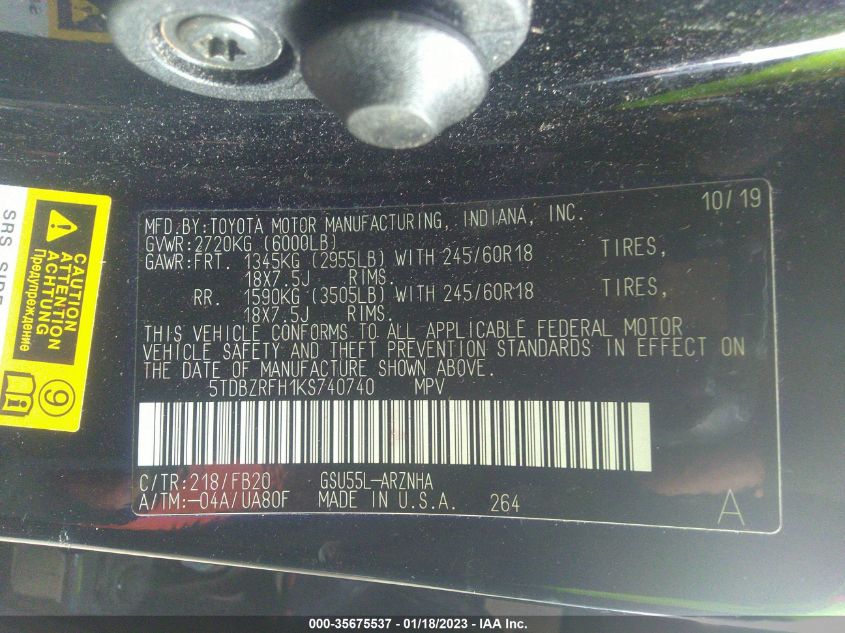 10/19
MFD.BY:TOYOTA MOTOR MANUFACTURING, INDIANA, INC.
GVWR:2720KG (6000LB)
GAWR:FRT. 1345KG (2955LB) WITH 245/60R18 TIRES,
18X7.5J RIMS.
RR. 1590KG (3505LB) WITH 245/60R18 TIRES,
18X7.5J RIMS.
THIS VEHICLE CONFORMS TO ALL APPLICABLE FEDERAL MOTOR
VEHICLE SAFETY AND THEFT PREVENTION STANDARDS IN EFFECT ON
THE DATE OF MANUFACTURE SHOWN ABOVE.
5TDBZRFH1KS740740 MPV
C/TR:218/FB20 GSU55L-ARZNHA
A/TM:-04A/UA80F MADE IN U.S.A. 264
A
CAUTION
ATTENTION
ACHTUNG
Предупреждение
9
SRS SIDE
000-35675537 - 01/18/2023 - © IAA Inc.